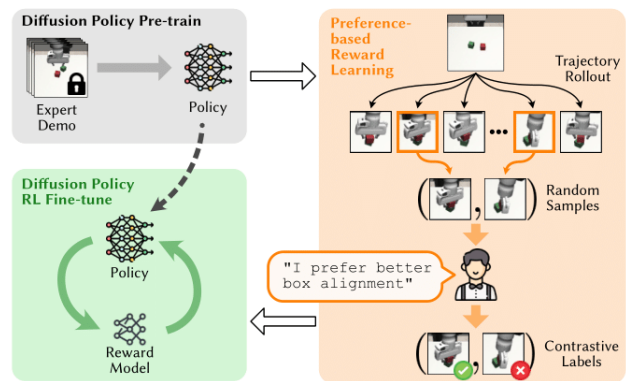 Diffusion Policy Pre-train
Expert
Demo
Policy
Preference-
based
Reward
Learning
Trajectory
Rollout
Random
Samples
"I prefer better
box alignment"
Contrastive
Labels
Diffusion Policy
RL Fine-tune
Policy
Reward
Model